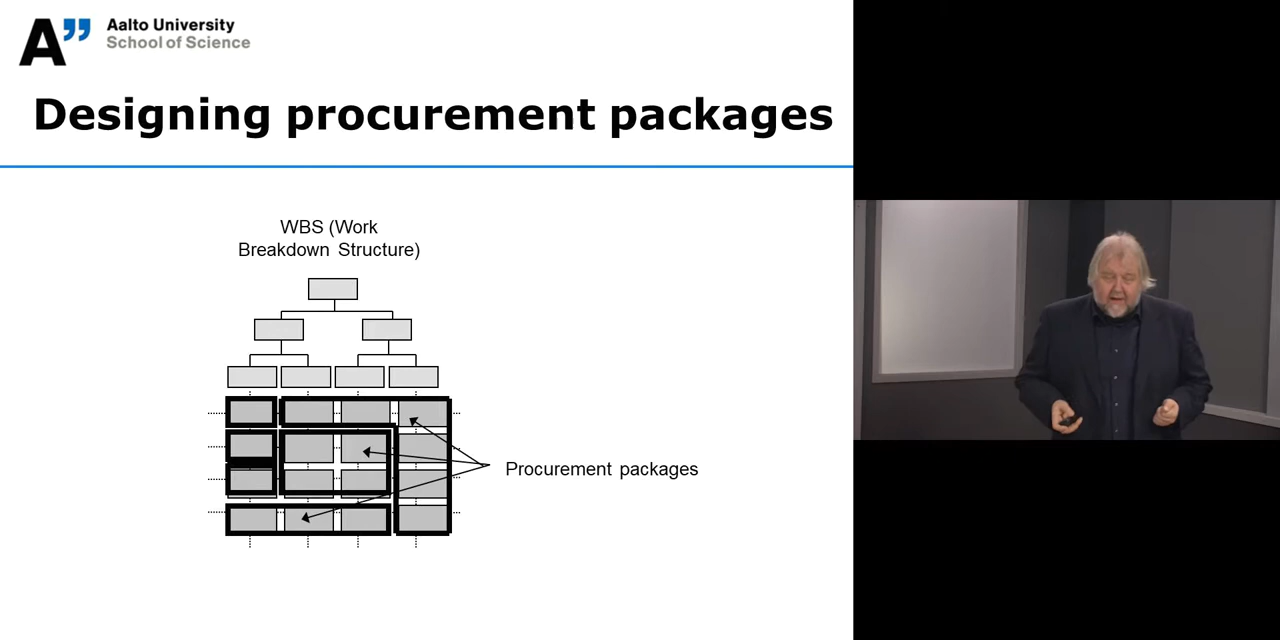 A”
Aalto University
School of Science
Designing procurement packages
WBS (Work
Breakdown Structure)
Procurement packages